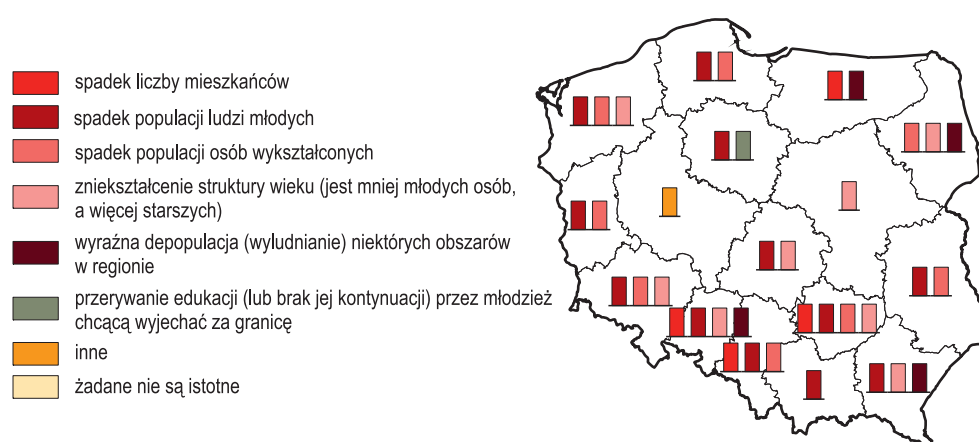 spadek liczby mieszkańców
spadek populacji ludzi młodych
spadek populacji osób wykształconych
zniekształcenie struktury wieku (jest mniej młodych osób,
a więcej starszych)
wyraźna depopulacja (wyludnianie) niektórych obszarów
w regionie
przerywanie edukacji (lub brak jej kontynuacji) przez młodzież
chcącą wyjechać za granicę
inne
żadane nie są istotne